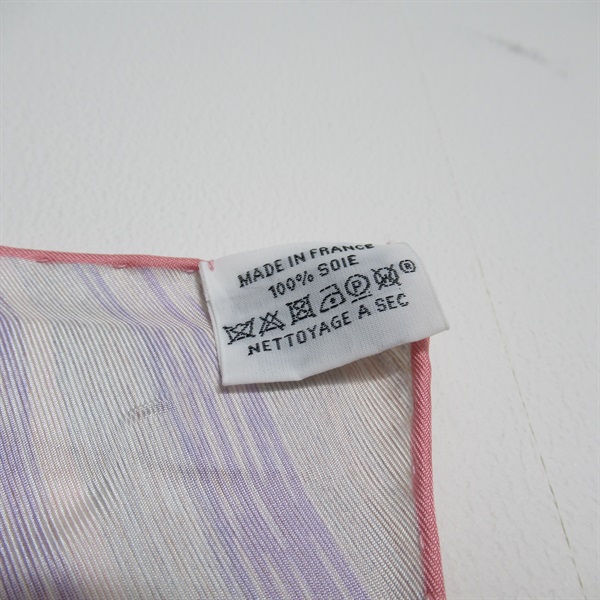 MADE IN FRANCE
100% SOIE
P ®
NETTOYAGE A SEC